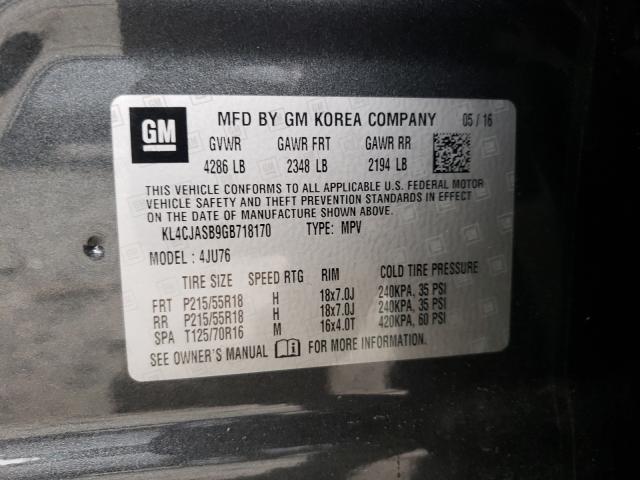 GM MFD BY GM KOREA COMPANY 05 / 16
GVWR GAWR FRT GAWR RR
4286 LB 2348 LB 2194 LB
THIS VEHICLE CONFORMS TO ALL APPLICABLE U.S. FEDERAL MOTOR
VEHICLE SAFETY AND THEFT PREVENTION STANDARDS IN EFFECT
ON THE DATE OF MANUFACTURE SHOWN ABOVE.
KL4CJASB9GB718170 TYPE: MPV
MODEL : 4JU76
TIRE SIZE SPEED RTG RIM COLD TIRE PRESSURE
FRT P215/55R18 H 18x7.0J 240KPA, 35 PSI
RR P215/55R18 H 18x7.0J 240KPA, 35 PSI
SPA T125/70R16 M 16x4.0T 420KPA, 60 PSI
SEE OWNER'S MANUAL i FOR MORE INFORMATION.